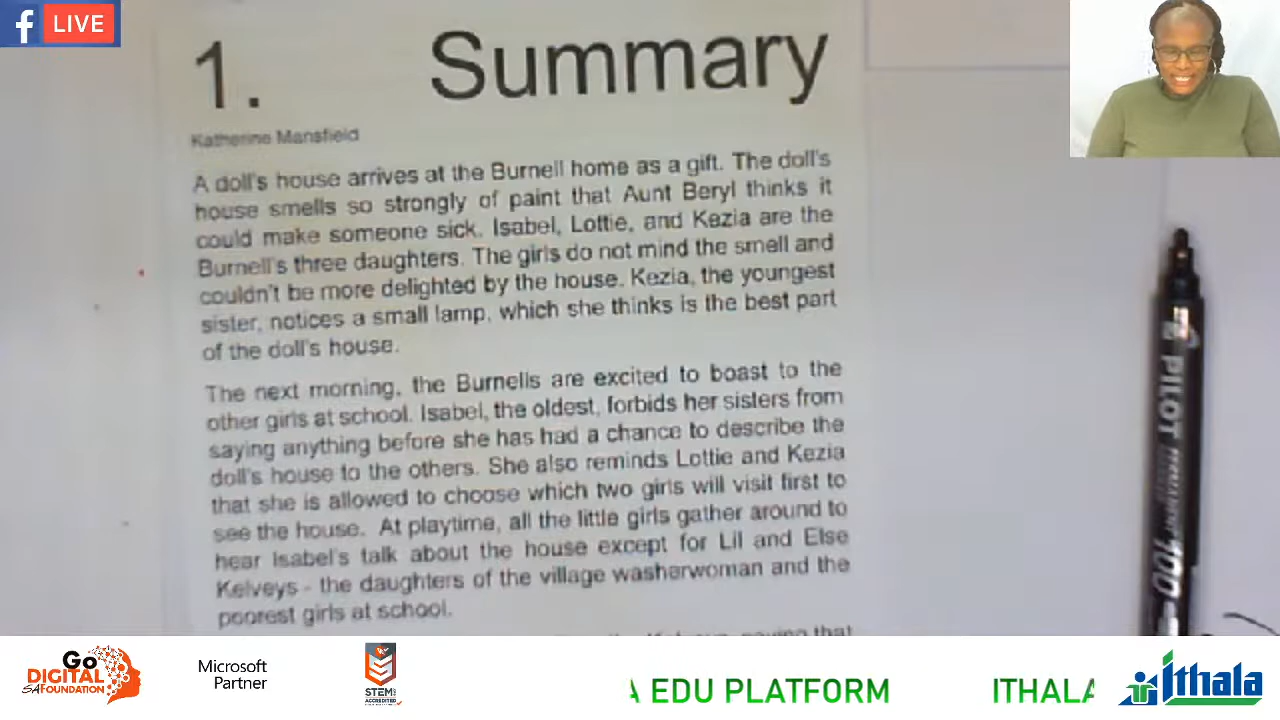 f LIVE
1. Summary
Katherine Mansfield
A doll's house arrives at the Burnell home as a gift. The doll's
house smells so strongly of paint that Aunt Beryl thinks it
could make someone sick. Isabel, Lottie, and Kezia are the
Burnell's three daughters. The girls do not mind the smell and
couldn't be more delighted by the house. Kezia, the youngest
sister, notices a small lamp, which she thinks is the best part
of the doll's house.
The next morning, the Burnells are excited to boast to the
other girls at school. Isabel, the oldest, forbids her sisters from
saying anything before she has had a chance to describe the
doll's house to the others. She also reminds Lottie and Kezia
that she is allowed to choose which two girls will visit first to
see the house. At playtime, all the little girls gather around to
hear Isabel's talk about the house except for Lil and Else
Kelveys - the daughters of the village washerwoman and the
poorest girls at school.
saying that
PILOT
100
Go
DIGITAL
SA FOUNDATION
Microsoft
Partner
STEM
ACCREDITED
A EDU PLATFORM
ITHALA
Ithala